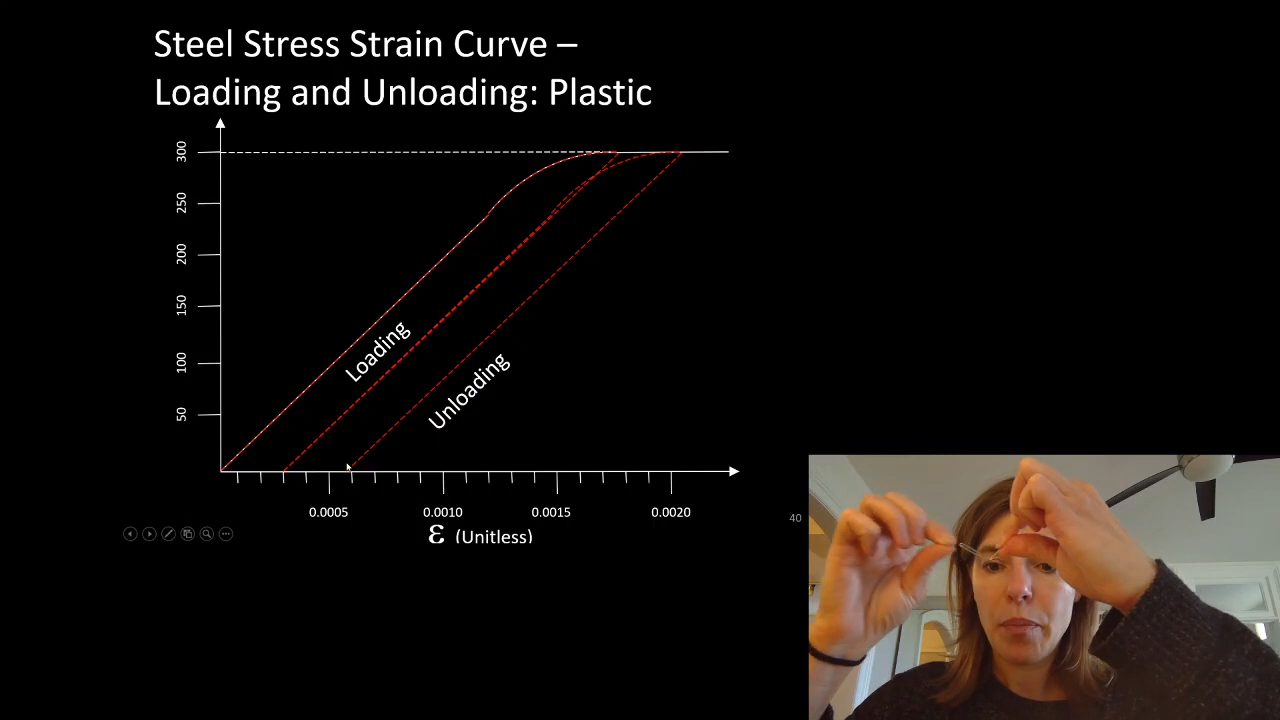 Steel Stress Strain Curve –
Loading and Unloading: Plastic
300
250
200
150
100
50
Loading
Unloading
0.0005 0.0010 0.0015 0.0020
ε (Unitless)
40